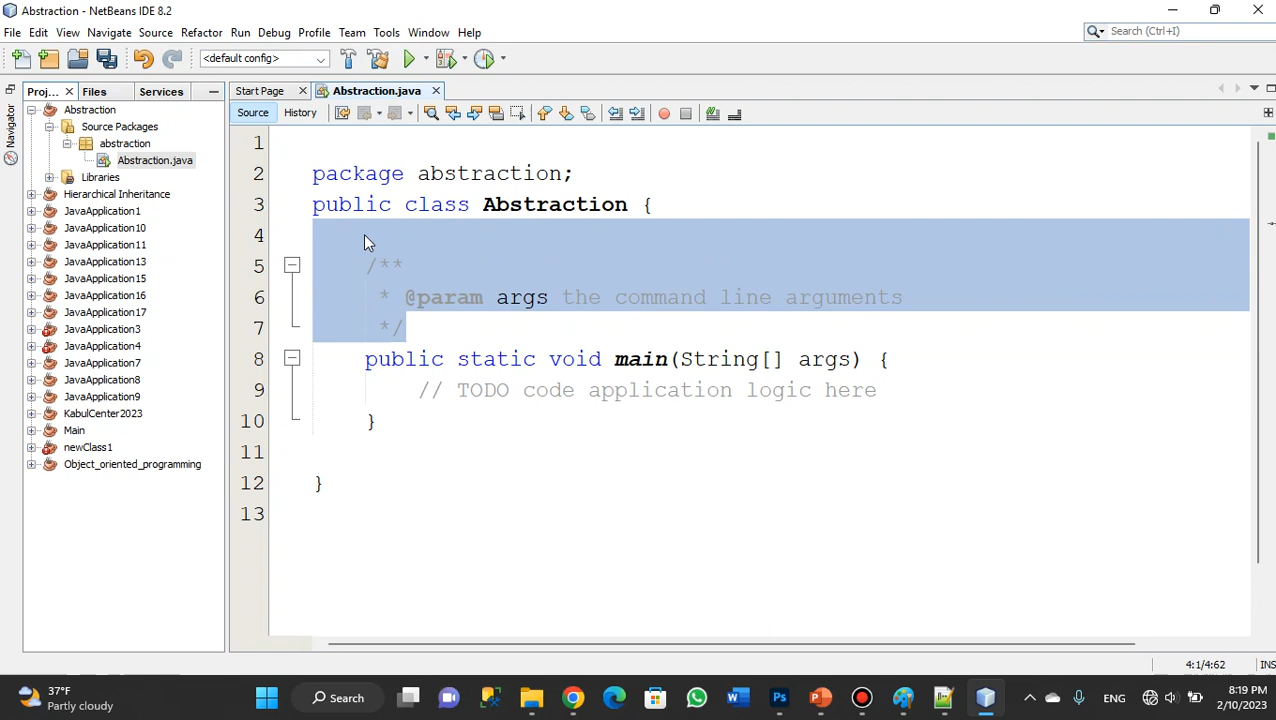 Abstraction - NetBeans IDE 8.2
File Edit View Navigate Source Refactor Run Debug Profile Team Tools Window Help
Search (Ctrl+I)
<default config>
Proj... Files Services
Start Page Abstraction.java
Navigator
Source History
Abstraction
Source Packages
abstraction
Abstraction.java
Libraries
Hierarchical Inheritance
JavaApplication1
JavaApplication10
JavaApplication11
JavaApplication13
JavaApplication15
JavaApplication16
JavaApplication17
JavaApplication3
JavaApplication4
JavaApplication7
JavaApplication8
JavaApplication9
KabulCenter2023
Main
newClass1
Object_oriented_programming
1
2 package abstraction;
3 public class Abstraction {
4
5 /**
6 * @param args the command line arguments
7 */
8 public static void main(String[] args) {
9 // TODO code application logic here
10 }
11
12 }
13
4:1/4:62 INS
37°F
Partly cloudy
Search
ENG
8:19 PM
2/10/2023